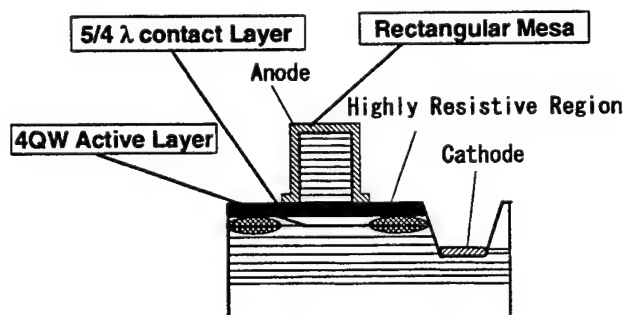 5/4 λ contact Layer
Rectangular Mesa
Anode
Highly Resistive Region
4QW Active Layer
Cathode